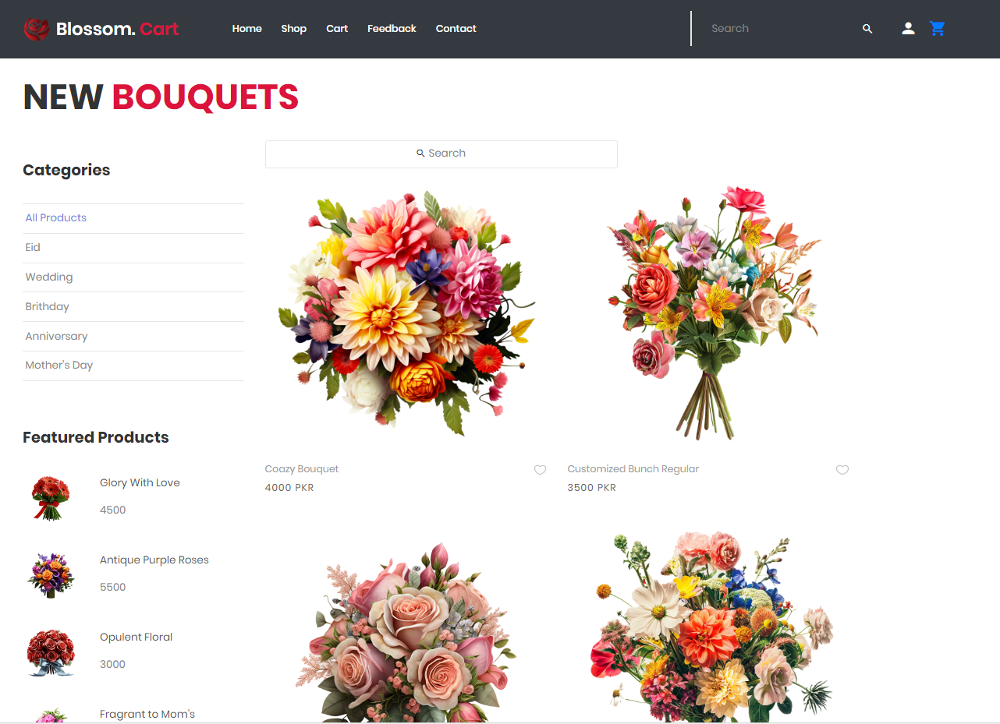 Blossom. Cart
Home
Shop
Cart
Feedback
Contact
Search
NEW BOUQUETS
Search
Categories
All Products
Eid
Wedding
Brithday
Anniversary
Mother's Day
Featured Products
Glory With Love
4500
Antique Purple Roses
5500
Opulent Floral
3000
Fragrant to Mom's
Coazy Bouquet
4000 PKR
Customized Bunch Regular
3500 PKR